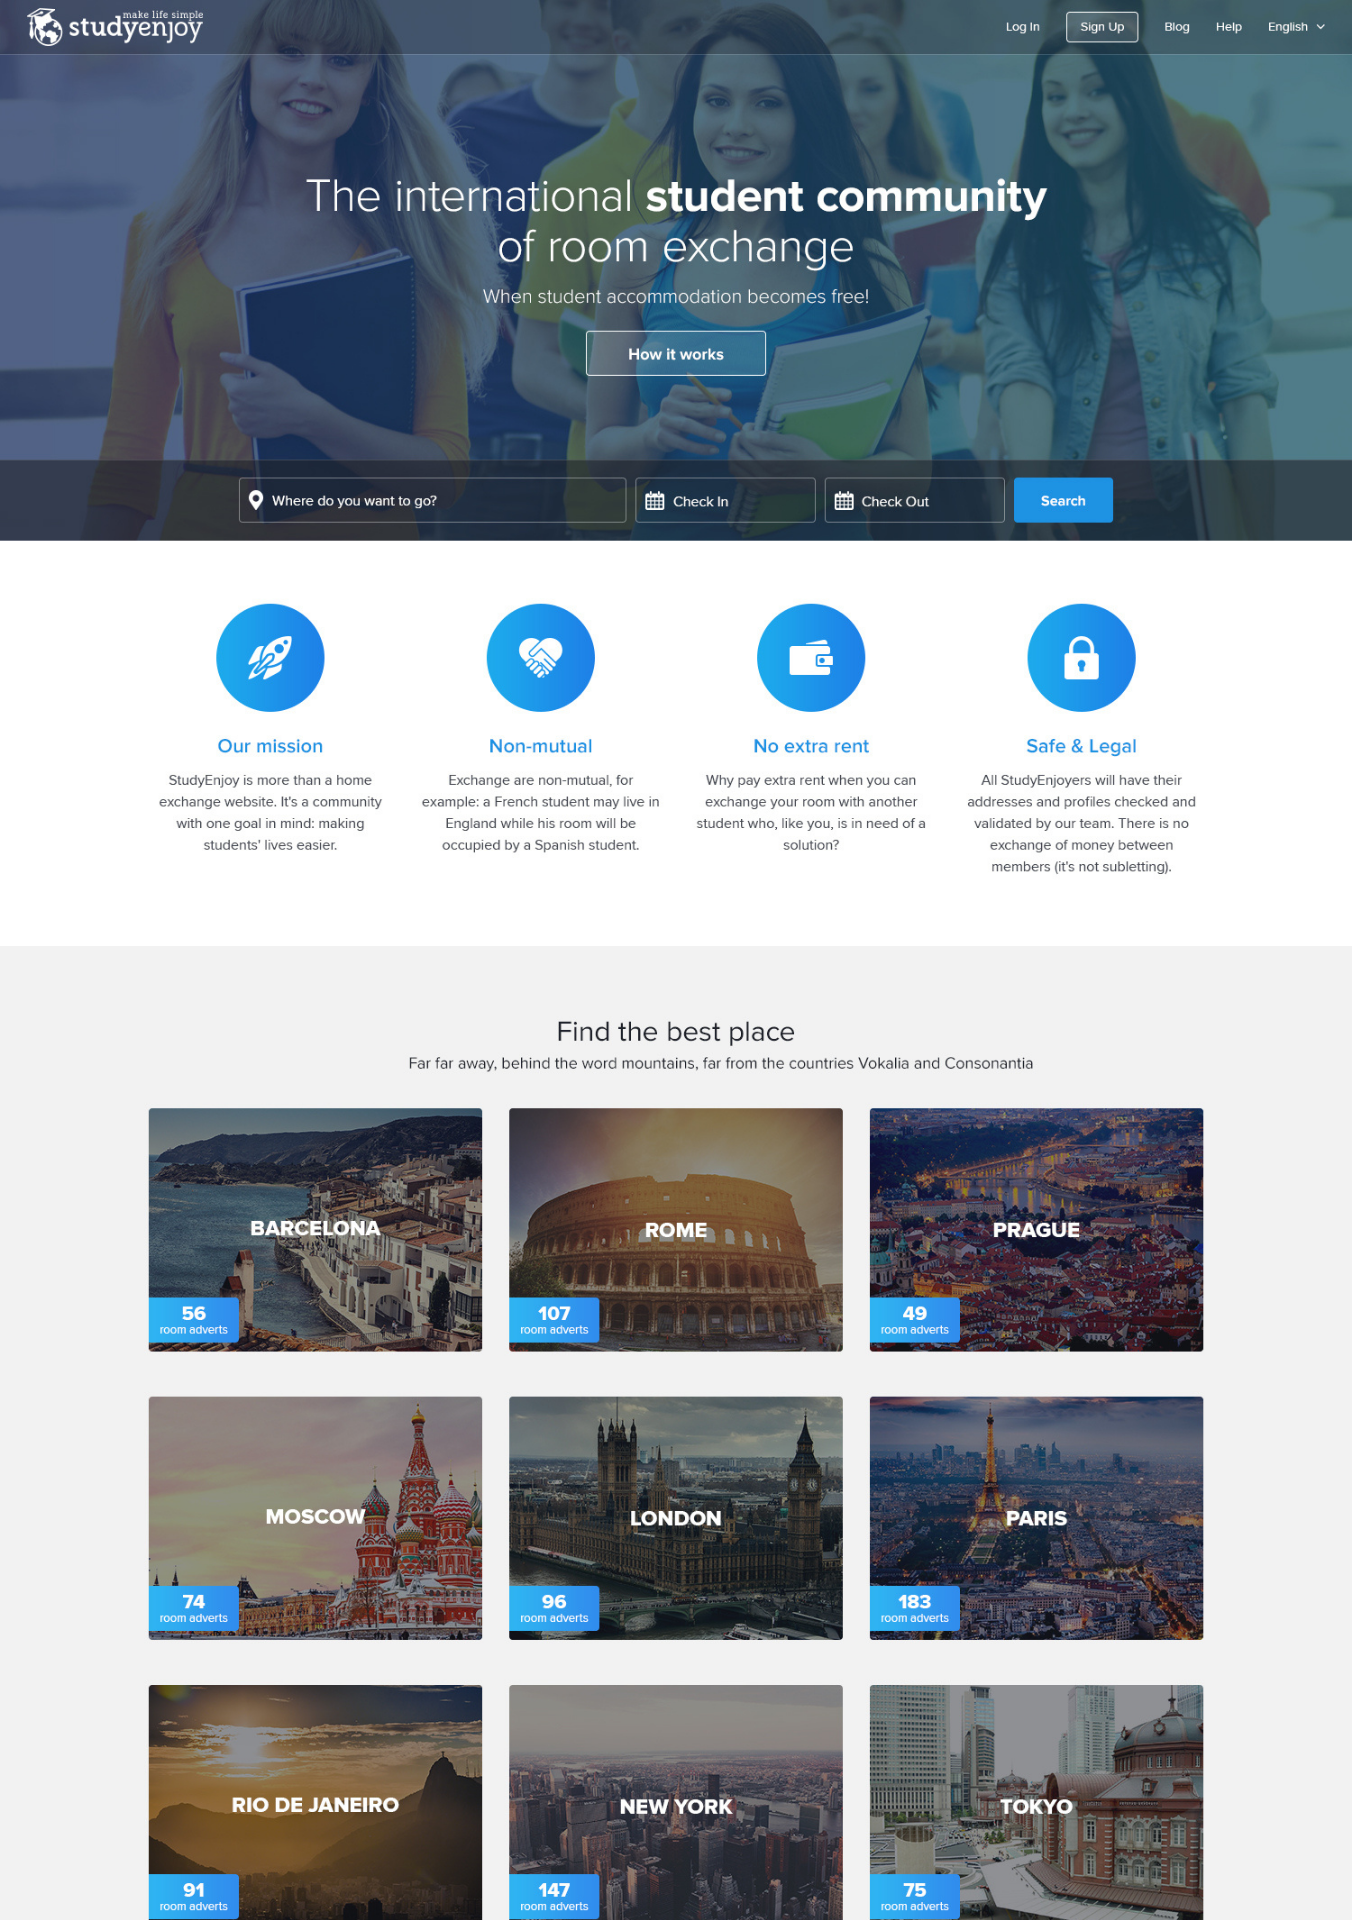 make life simple
studyenjoy
Log In
Sign Up
Blog
Help
English
The international student community
of room exchange
When student accommodation becomes free!
How it works
Where do you want to go?
Check In
Check Out
Search
Our mission
StudyEnjoy is more than a home
exchange website. It's a community
with one goal in mind: making
students' lives easier.
Non-mutual
Exchange are non-mutual, for
example: a French student may live in
England while his room will be
occupied by a Spanish student.
No extra rent
Why pay extra rent when you can
exchange your room with another
student who, like you, is in need of a
solution?
Safe & Legal
All StudyEnjoyers will have their
addresses and profiles checked and
validated by our team. There is no
exchange of money between
members (it's not subletting).
Find the best place
Far far away, behind the word mountains, far from the countries Vokalia and Consonantia
BARCELONA
56
room adverts
ROME
107
room adverts
PRAGUE
49
room adverts
MOSCOW
74
room adverts
LONDON
96
room adverts
PARIS
183
room adverts
RIO DE JANEIRO
91
room adverts
NEW YORK
147
room adverts
TOKYO
75
room adverts